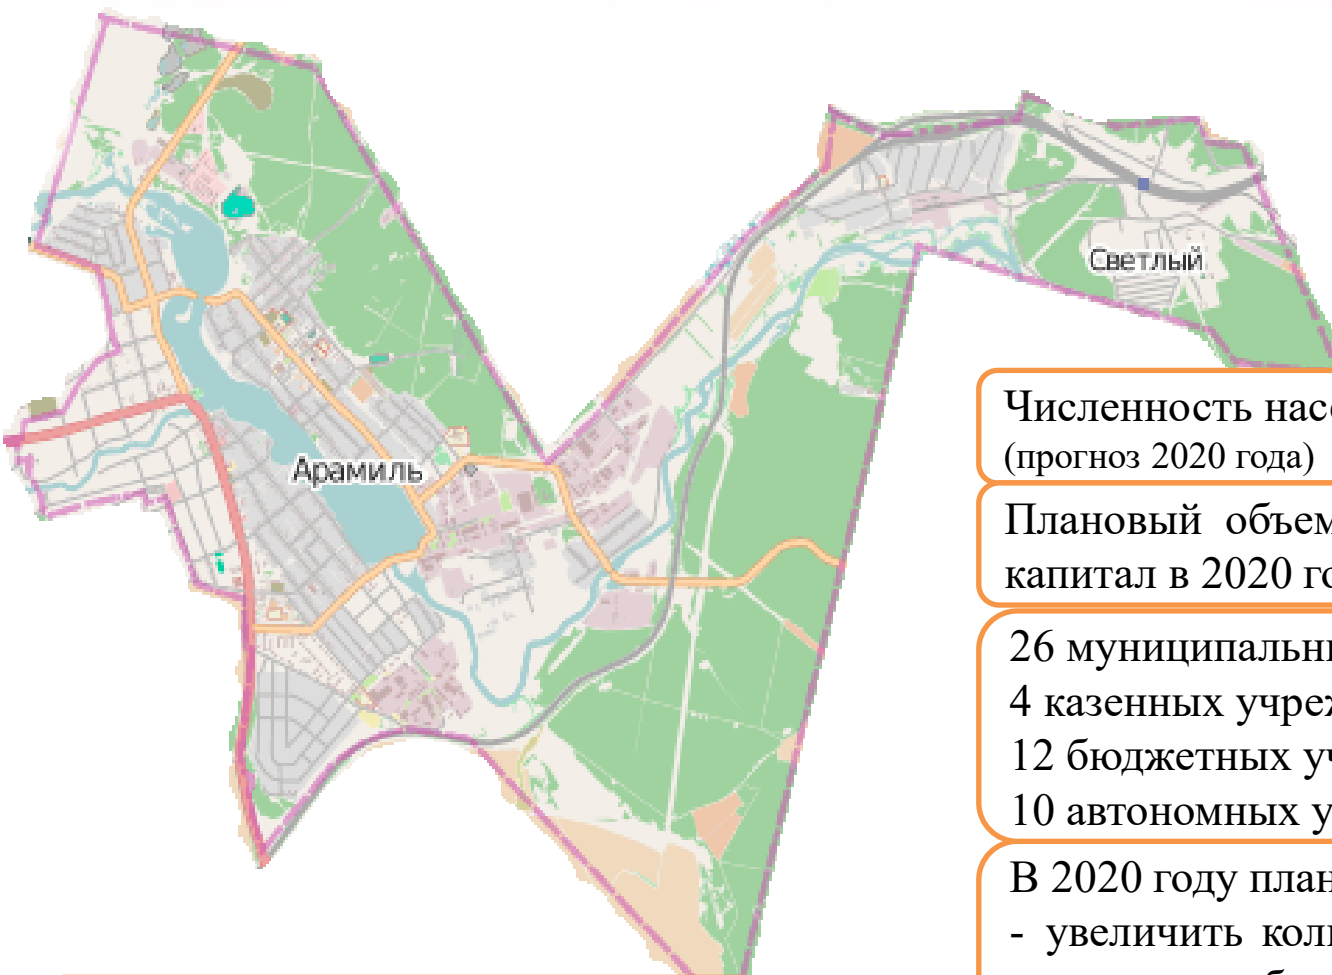 Светлый
Арамиль
Численность нас
(прогноз 2020 года)
Плановый объем
капитал в 2020 го
26 муниципальн
4 казенных учре
12 бюджетных у
10 автономных у
В 2020 году план
- увеличить кол